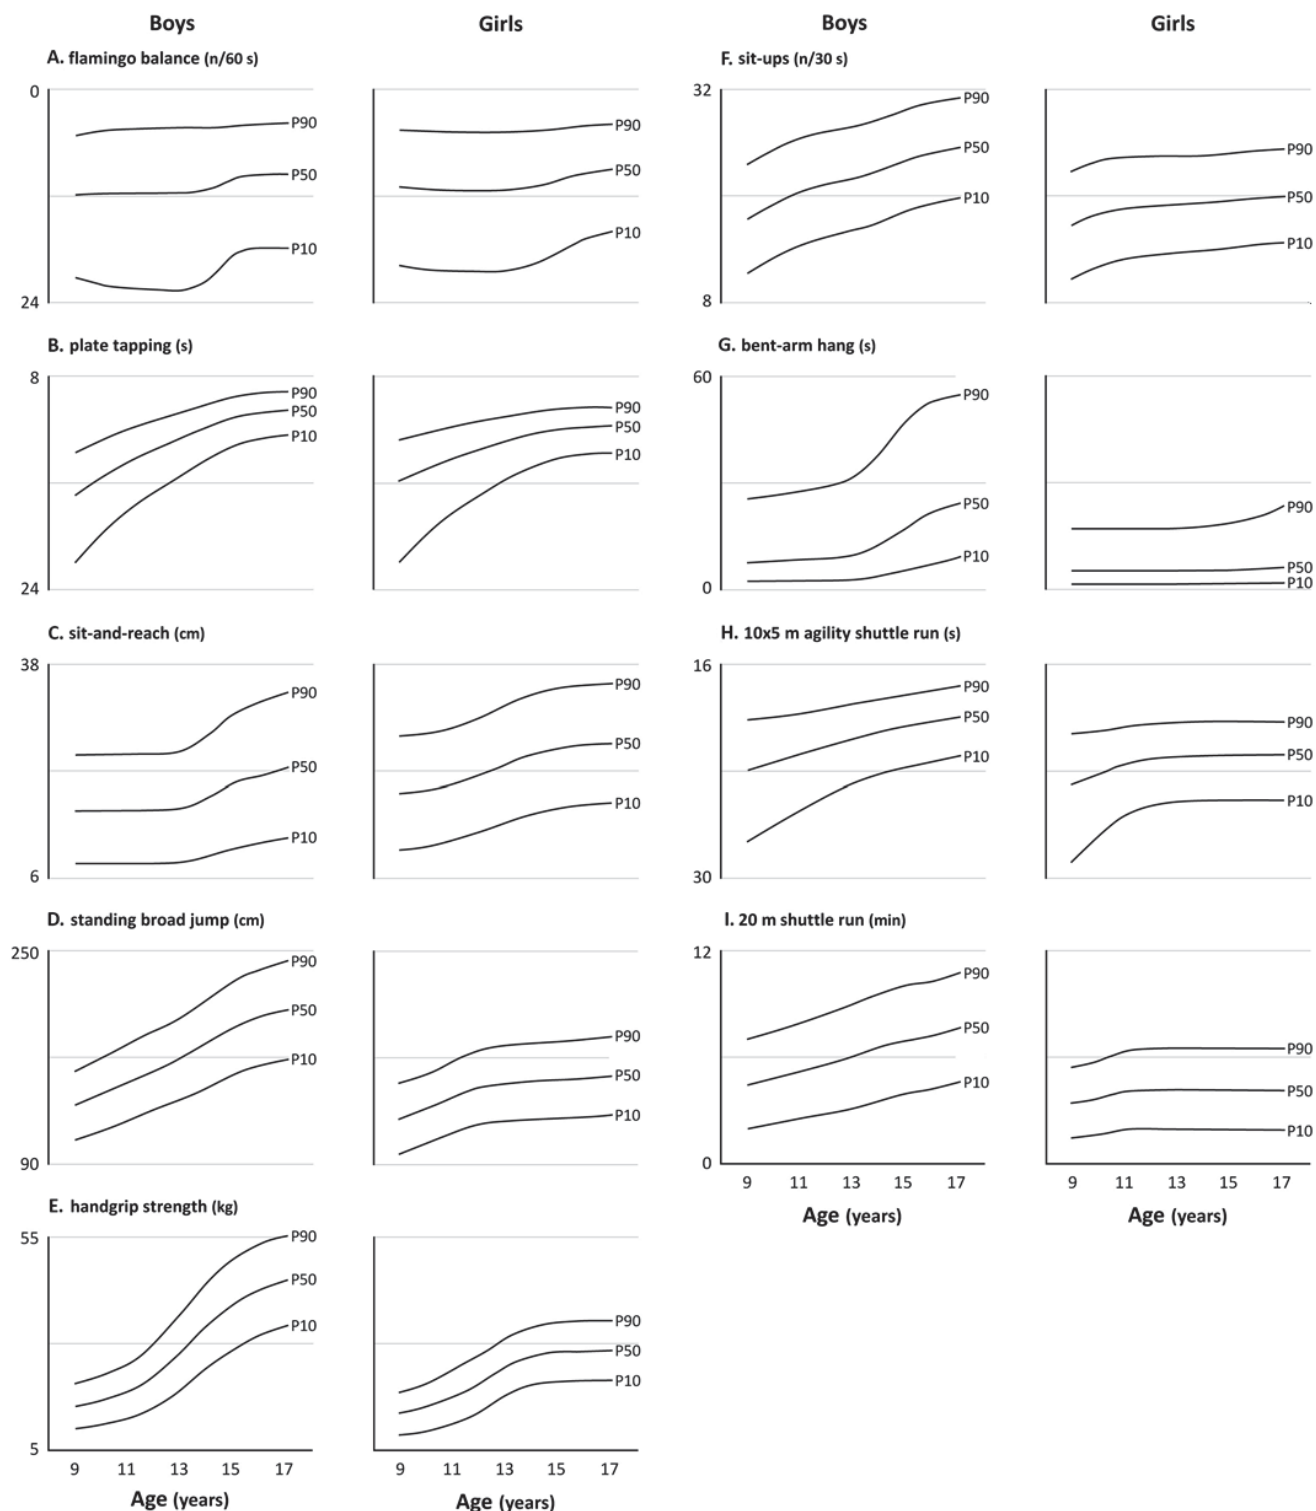 Boys Girls Boys Girls
A. flamingo balance (n/60 s)
0
P90
P50
P10
24
P90
P50
P10
B. plate tapping (s)
8
P90
P50
P10
24
P90
P50
P10
C. sit-and-reach (cm)
38
P90
P50
P10
6
P90
P50
P10
D. standing broad jump (cm)
250
P90
P50
P10
90
P90
P50
P10
E. handgrip strength (kg)
55
P90
P50
P10
5
P90
P50
P10
9 11 13 15 17
Age (years)
9 11 13 15 17
Age (years)
F. sit-ups (n/30 s)
32
P90
P50
P10
8
P90
P50
P10
G. bent-arm hang (s)
60
P90
P50
P10
0
P90
P50
P10
H. 10x5 m agility shuttle run (s)
16
P90
P50
P10
30
P90
P50
P10
I. 20 m shuttle run (min)
12
P90
P50
P10
0
P90
P50
P10
9 11 13 15 17
Age (years)
9 11 13 15 17
Age (years)